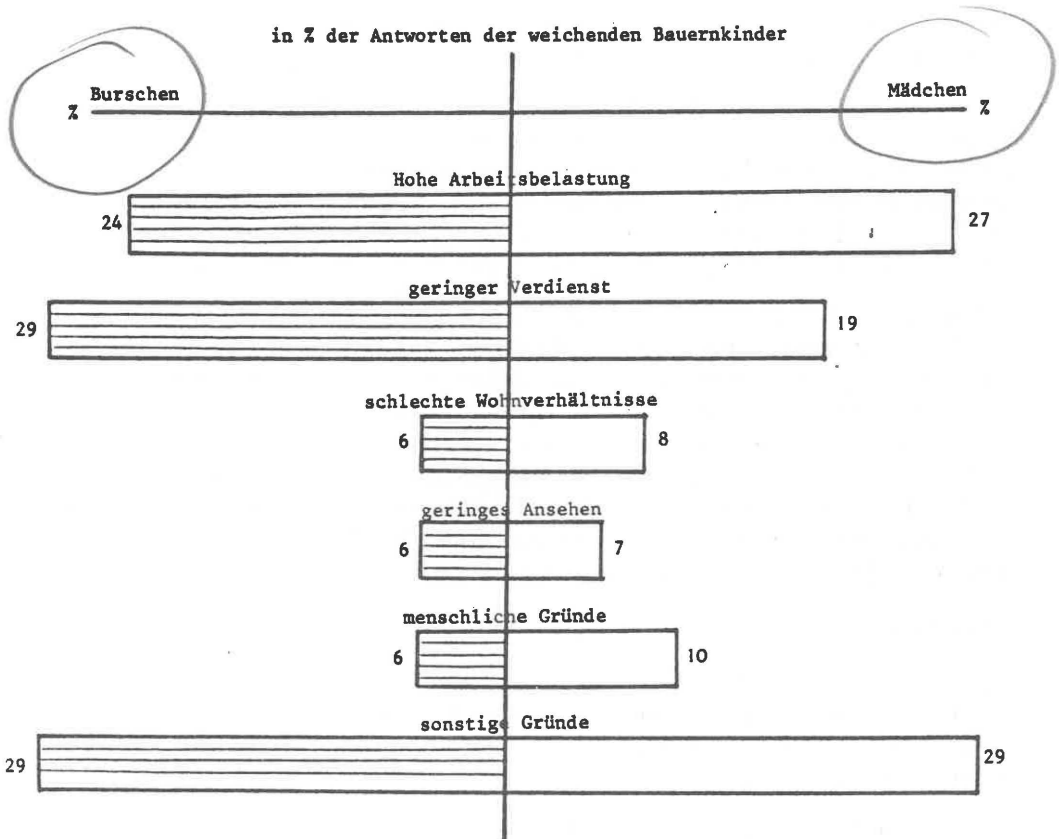 in % der Antworten der weichenden Bauernkinder
% Burschen Mädchen %
Hohe Arbeitsbelastung
24 27
geringer Verdienst
29 19
schlechte Wohnverhältnisse
6 8
geringes Ansehen
6 7
menschliche Gründe
6 10
sonstige Gründe
29 29